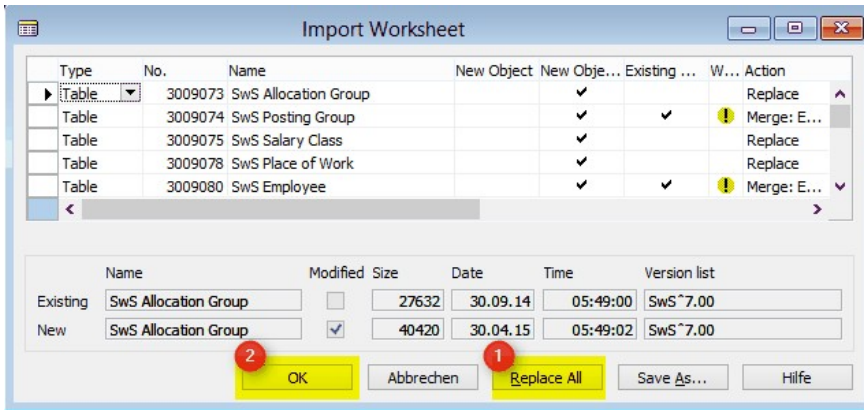 Import Worksheet
Type No. Name New Object New Obje... Existing ... W... Action
Table 3009073 SwS Allocation Group Replace
Table 3009074 SwS Posting Group ! Merge: E...
Table 3009075 SwS Salary Class Replace
Table 3009078 SwS Place of Work Replace
Table 3009080 SwS Employee ! Merge: E...
Name Modified Size Date Time Version list
Existing SwS Allocation Group 27632 30.09.14 05:49:00 SwS^7.00
New SwS Allocation Group 40420 30.04.15 05:49:02 SwS^7.00
2 1
OK Abbrechen Replace All Save As... Hilfe